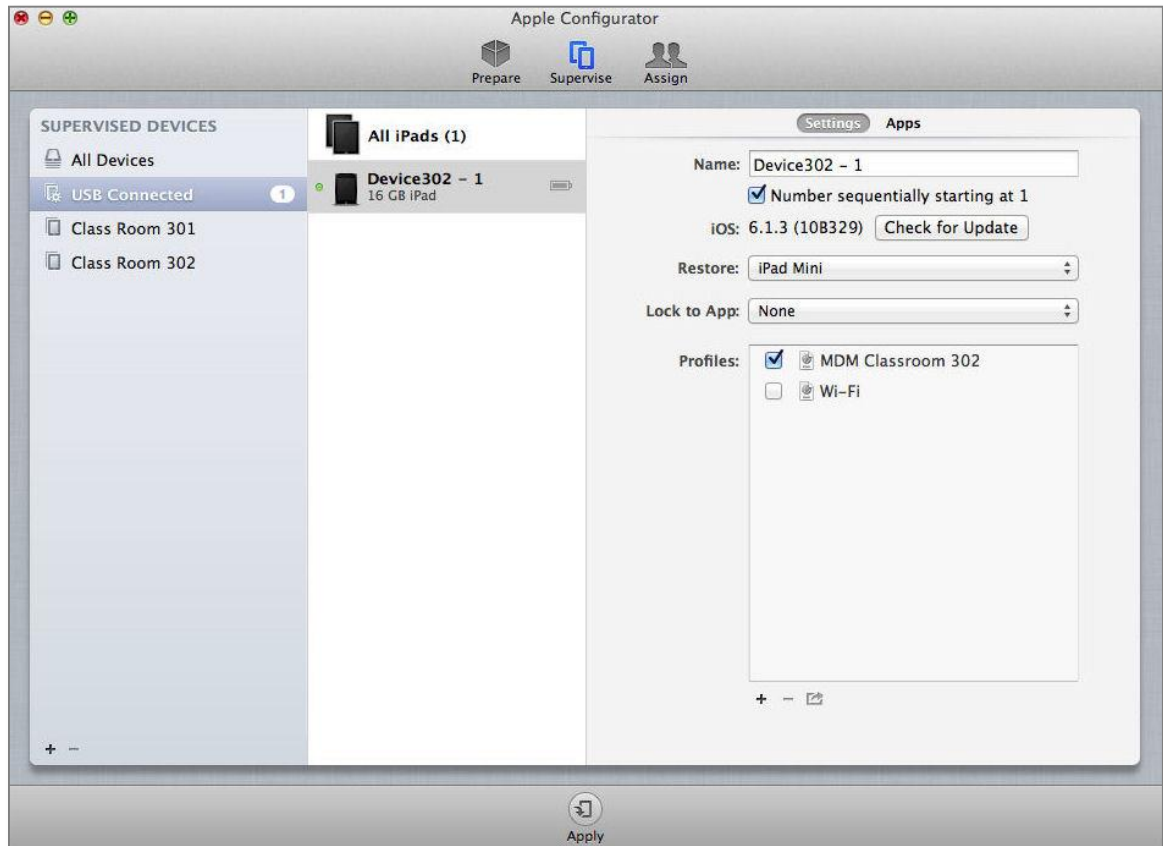 Apple Configurator
Prepare
Supervise
Assign
SUPERVISED DEVICES
All Devices
USB Connected 1
Class Room 301
Class Room 302
All iPads (1)
Device302 – 1
16 GB iPad
Settings Apps
Name: Device302 – 1
Number sequentially starting at 1
iOS: 6.1.3 (10B329) Check for Update
Restore: iPad Mini
Lock to App: None
Profiles: MDM Classroom 302
Wi-Fi
Apply